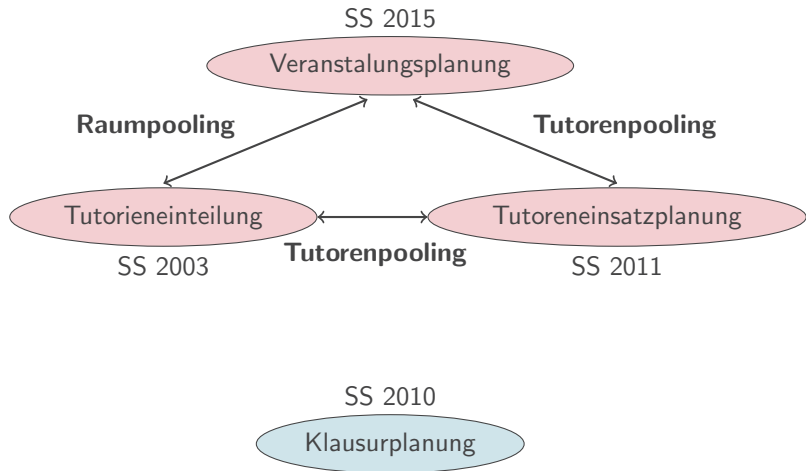 SS 2015
Veranstalungsplanung
Raumpooling
Tutorenpooling
Tutorieneinteilung
Tutoreneinsatzplanung
Tutorenpooling
SS 2003
SS 2011
SS 2010
Klausurplanung